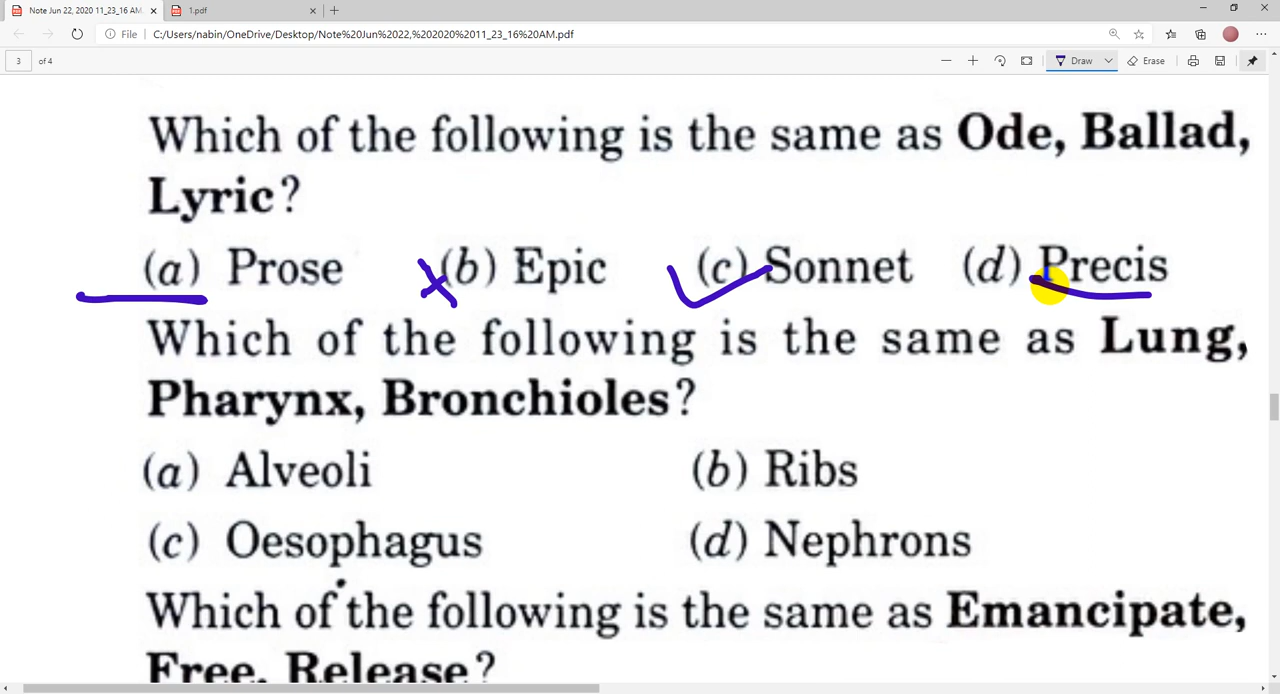 Note Jun 22, 2020 11_23_16 AM.p
1.pdf
File C:/Users/nabin/OneDrive/Desktop/Note%20Jun%2022,%202020%2011_23_16%20AM.pdf
3 of 4
Draw Erase
Which of the following is the same as Ode, Ballad,
Lyric?
(a) Prose (b) Epic (c) Sonnet (d) Precis
Which of the following is the same as Lung,
Pharynx, Bronchioles?
(a) Alveoli (b) Ribs
(c) Oesophagus (d) Nephrons
Which of the following is the same as Emancipate,
Free, Release?